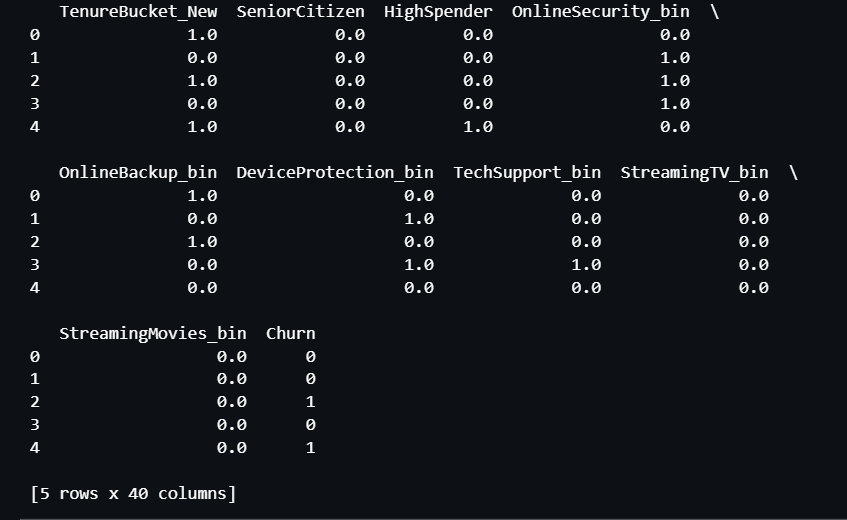 TenureBucket_New SeniorCitizen HighSpender OnlineSecurity_bin \
0 1.0 0.0 0.0 0.0
1 0.0 0.0 0.0 1.0
2 1.0 0.0 0.0 1.0
3 0.0 0.0 0.0 1.0
4 1.0 0.0 1.0 0.0
OnlineBackup_bin DeviceProtection_bin TechSupport_bin StreamingTV_bin \
0 1.0 0.0 0.0 0.0
1 0.0 1.0 0.0 0.0
2 1.0 0.0 0.0 0.0
3 0.0 1.0 1.0 0.0
4 0.0 0.0 0.0 0.0
StreamingMovies_bin Churn
0 0.0 0
1 0.0 0
2 0.0 1
3 0.0 0
4 0.0 1
[5 rows x 40 columns]